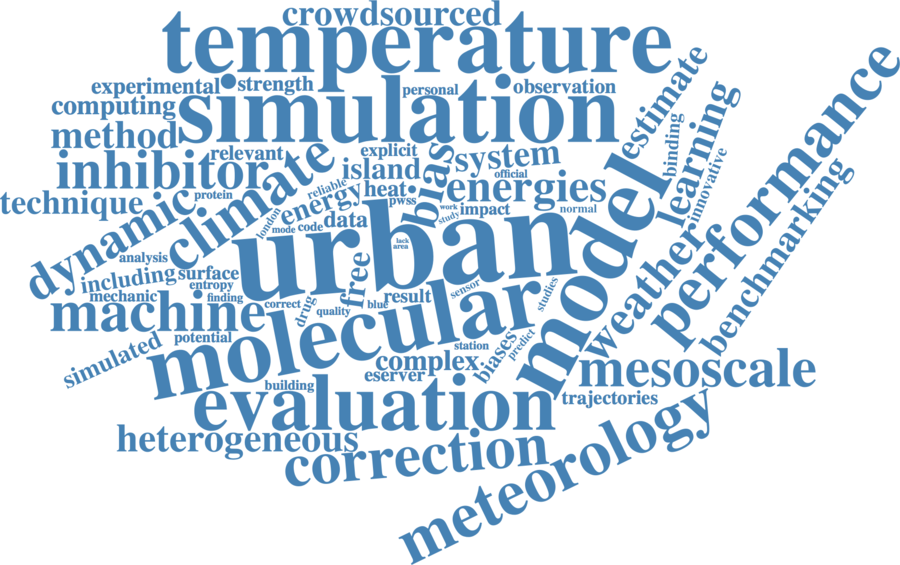 crowdsourced
temperature
experimental
strength
personal
observation
computing
simulation
estimate
performance
method
relevant
explicit
bias
system
binding
learning
inhibitor
climate
island
official
innovative
technique
protein
reliable
heat
energies
dynamic
london
energy
pwss
work
study
impact
normal
mode
code
data
urban
lack
area
model
weather
benchmarking
analysis
including
surface
entropy
free
mechanic
finding
correct
drug
quality
blue
result
sensor
studies
machine
molecular
potential
station
predict
simulated
complex
biases
mesoscale
building
eserver
evaluation
trajectories
heterogeneous
correction
meteorology